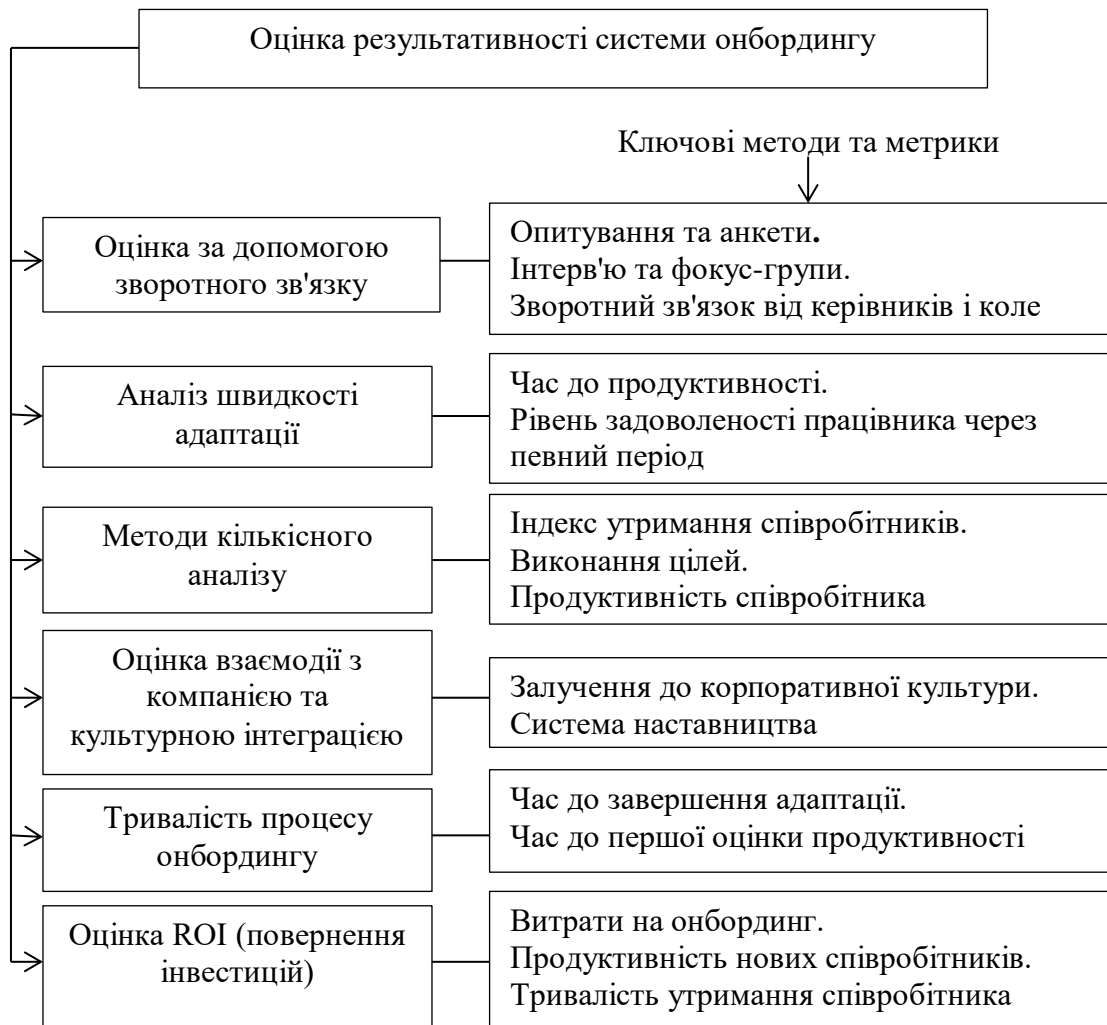 Оцінка результативності системи онбордингу
Ключові методи та метрики
Оцінка за допомогою
зворотного зв'язку
Опитування та анкети.
Інтерв'ю та фокус-групи.
Зворотний зв'язок від керівників і коле
Аналіз швидкості
адаптації
Час до продуктивності.
Рівень задоволеності працівника через
певний період
Методи кількісного
аналізу
Індекс утримання співробітників.
Виконання цілей.
Продуктивність співробітника
Оцінка взаємодії з
компанією та
культурною інтеграцією
Залучення до корпоративної культури.
Система наставництва
Тривалість процесу
онбордингу
Час до завершення адаптації.
Час до першої оцінки продуктивності
Оцінка ROI (повернення
інвестицій)
Витрати на онбординг.
Продуктивність нових співробітників.
Тривалість утримання співробітника